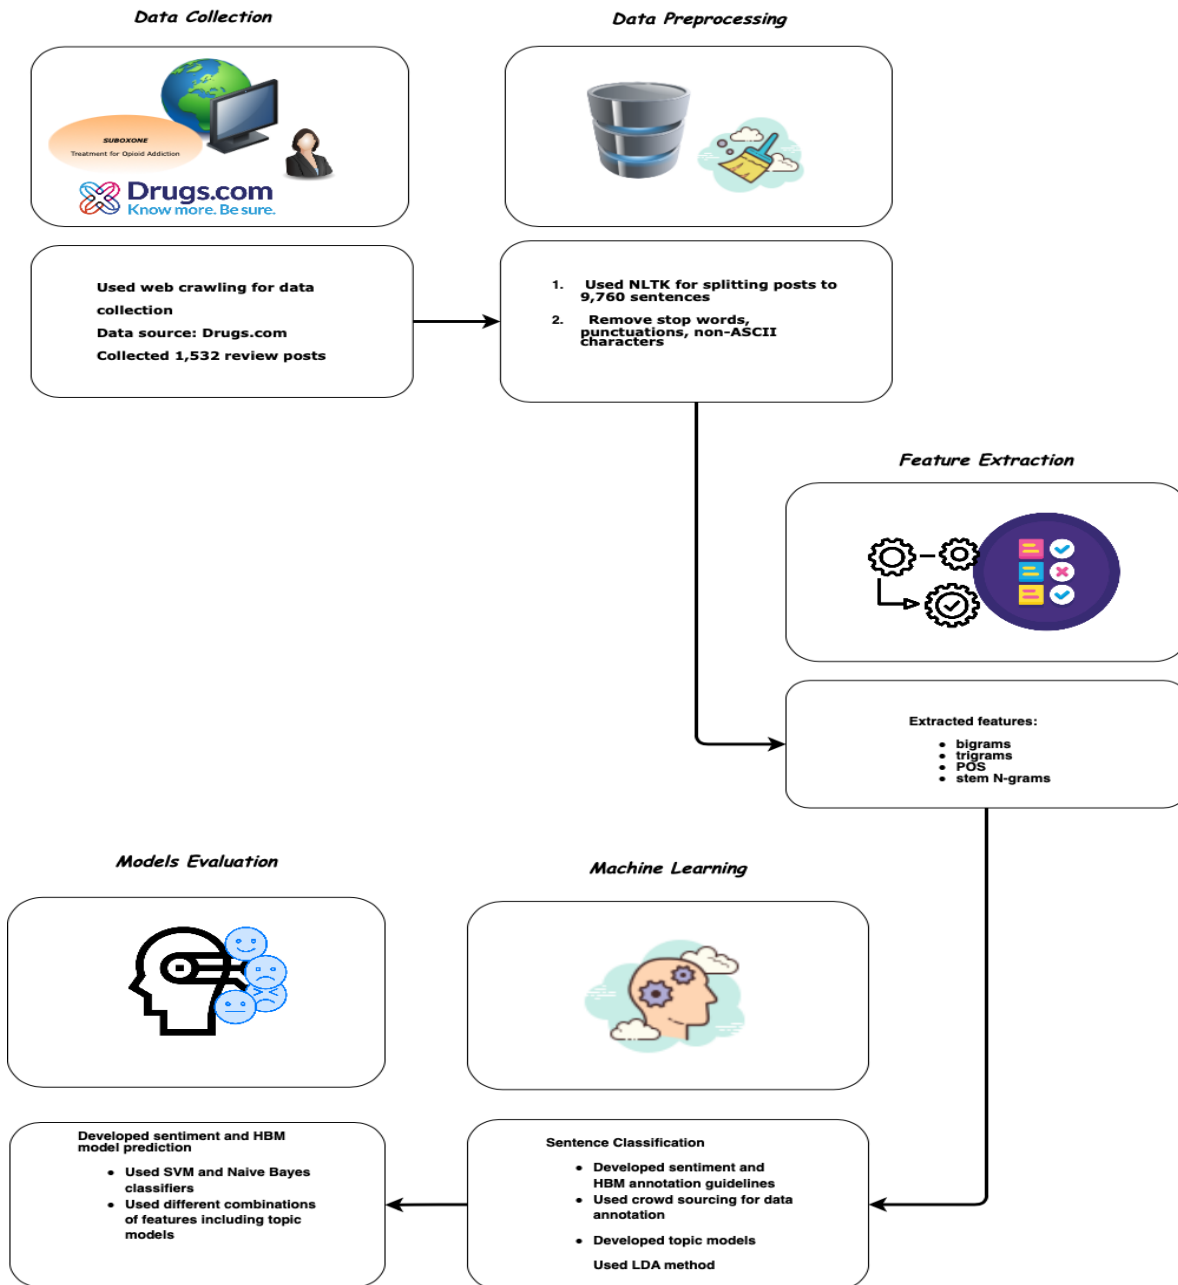 Data Collection
SUBOXONE
Treatment for Opioid Addiction
Drugs.com
Know more. Be sure.
Used web crawling for data
collection
Data source: Drugs.com
Collected 1,532 review posts
Data Preprocessing
1. Used NLTK for splitting posts to
9,760 sentences
2. Remove stop words,
punctuations, non-ASCII
characters
Feature Extraction
Extracted features:
• bigrams
• trigrams
• POS
• stem N-grams
Machine Learning
Sentence Classification
• Developed sentiment and
HBM annotation guidelines
• Used crowd sourcing for data
annotation
• Developed topic models
Used LDA method
Models Evaluation
Developed sentiment and HBM
model prediction
• Used SVM and Naive Bayes
classifiers
• Used different combinations
of features including topic
models